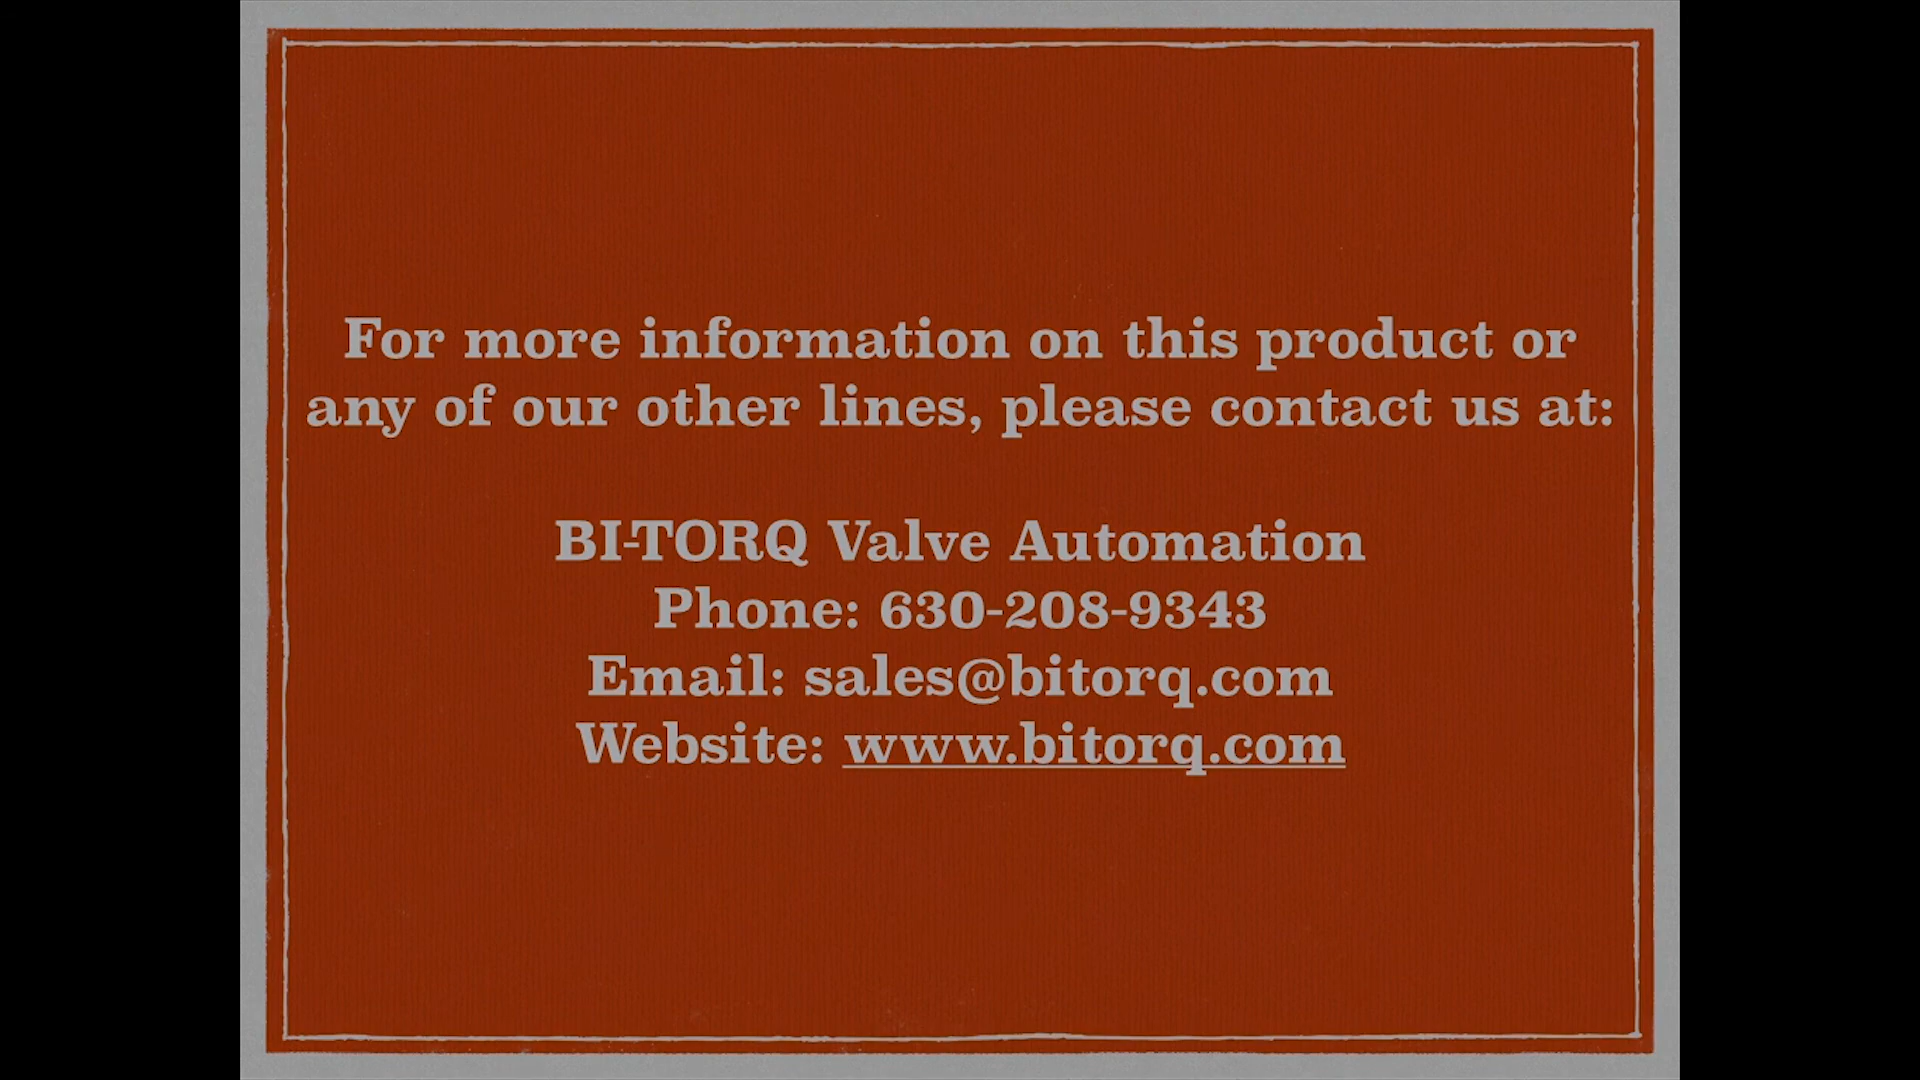 For more information on this product or
any of our other lines, please contact us at:
BI-TORQ Valve Automation
Phone: 630-208-9343
Email: sales@bitorq.com
Website: www.bitorq.com